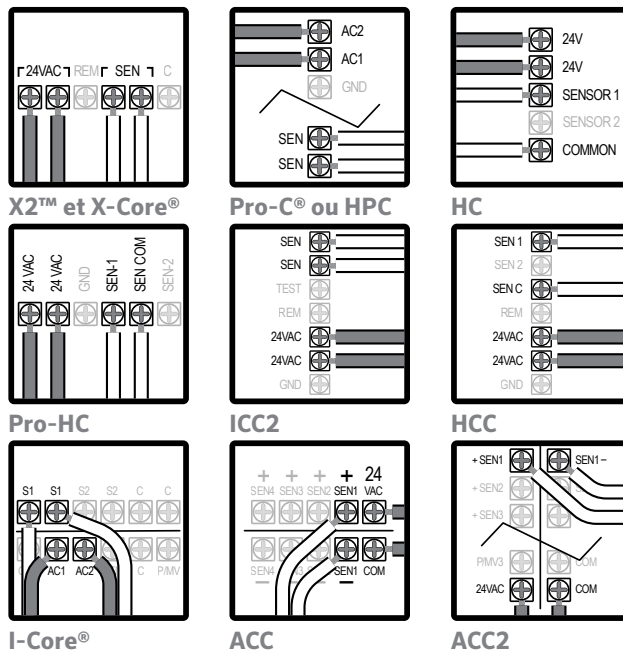 24VAC REM SEN C
X2™ et X-Core®
AC2
AC1
GND
SEN
SEN
Pro-C® ou HPC
24V
24V
SENSOR 1
SENSOR 2
COMMON
HC
24 VAC
24 VAC
GND
SEN-1
SEN COM
SEN-2
Pro-HC
SEN
SEN
TEST
REM
24VAC
24VAC
GND
ICC2
SEN 1
SEN 2
SEN C
REM
24VAC
24VAC
GND
HCC
S1 S1 S2 S2 C C
AC1 AC2 C P/MV
I-Core®
+ + + + 24
SEN4 SEN3 SEN2 SEN1 VAC
SEN4 SEN1 COM
– –
ACC
+ SEN1 SEN1 –
+ SEN2
+ SEN3
P/MV3 COM
24VAC COM
ACC2